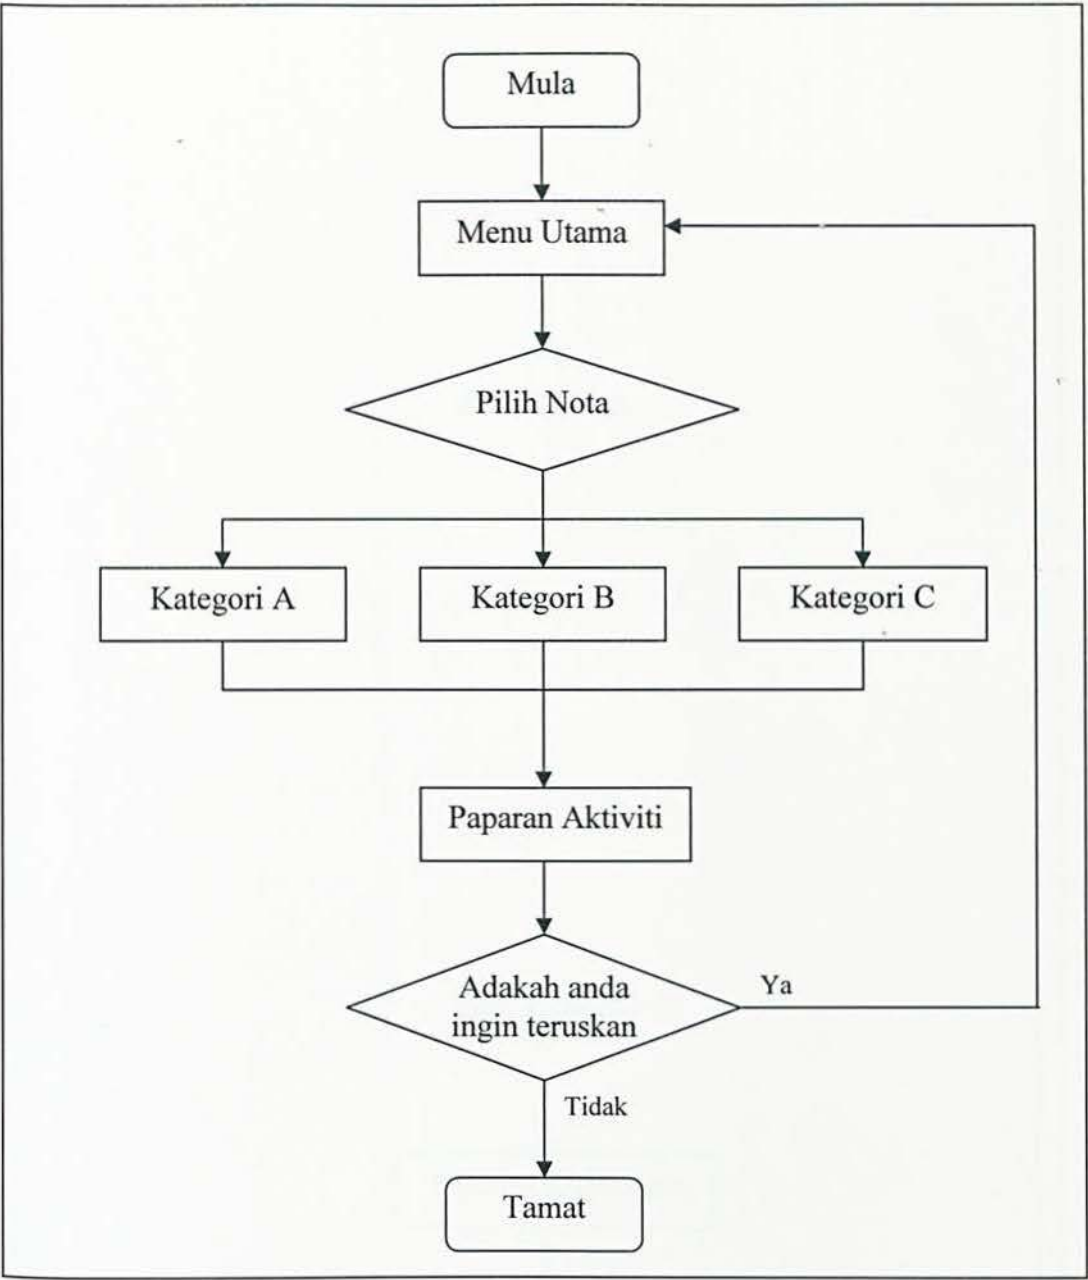 Mula
Menu Utama
Pilih Nota
Kategori A
Kategori B
Kategori C
Paparan Aktiviti
Adakah anda
ingin teruskan
Ya
Tidak
Tamat